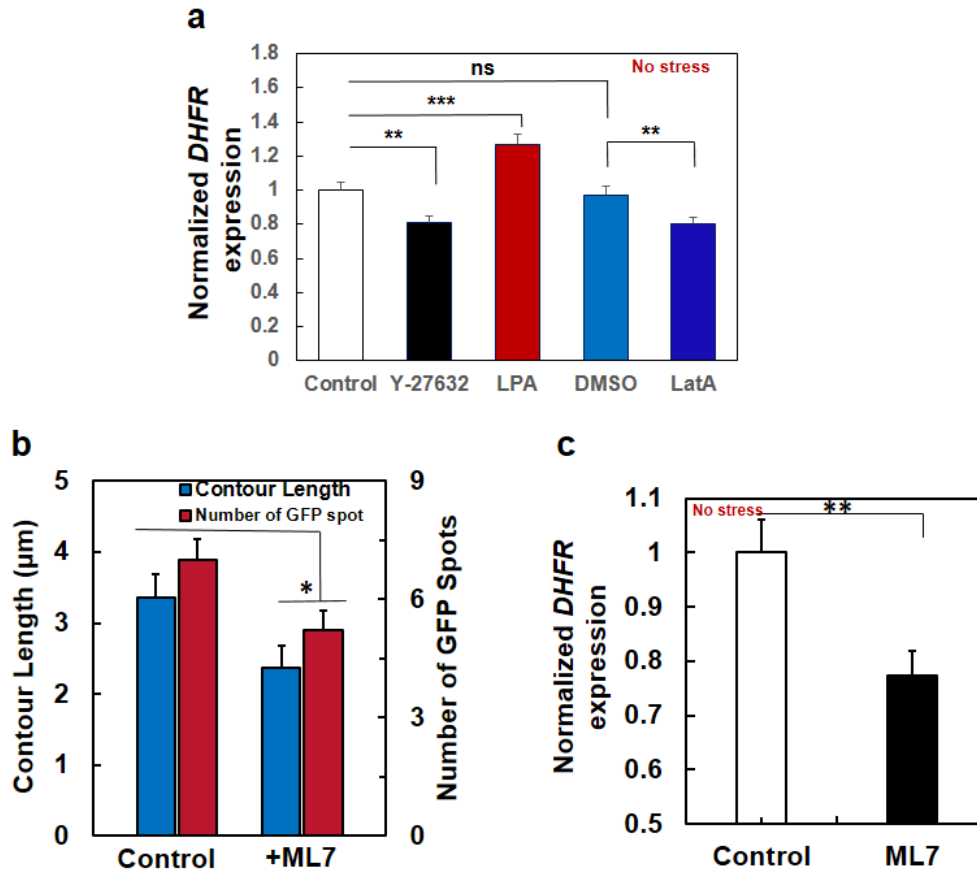 a
Normalized DHFR
expression
1.8
1.6
1.4
1.2
1
0.8
0.6
0.4
0.2
0
No stress
ns
***
**
**
Control Y-27632 LPA DMSO LatA
b
Contour Length (μm)
5
4
3
2
1
0
Contour Length
Number of GFP spot
*
9
6
3
0
Number of GFP Spots
Control +ML7
c
Normalized DHFR
expression
1.1
1
0.9
0.8
0.7
0.6
0.5
No stress
**
Control ML7